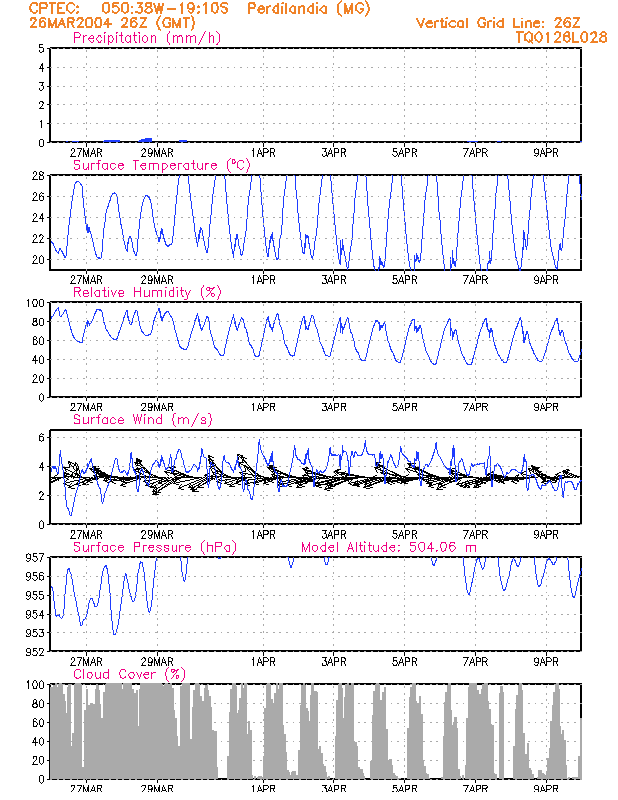 CPTEC: 050:38W-19:10S Perdilandia (MG)
26MAR2004 26Z (GMT) Vertical Grid Line: 26Z
Precipitation (mm/h) TQ0126L028
5
4
3
2
1
0
27MAR 29MAR 1APR 3APR 5APR 7APR 9APR
Surface Temperature (ºC)
28
26
24
22
20
27MAR 29MAR 1APR 3APR 5APR 7APR 9APR
Relative Humidity (%)
100
80
60
40
20
0
27MAR 29MAR 1APR 3APR 5APR 7APR 9APR
Surface Wind (m/s)
6
4
2
0
27MAR 29MAR 1APR 3APR 5APR 7APR 9APR
Surface Pressure (hPa) Model Altitude: 504.06 m
957
956
955
954
953
952
27MAR 29MAR 1APR 3APR 5APR 7APR 9APR
Cloud Cover (%)
100
80
60
40
20
0
27MAR 29MAR 1APR 3APR 5APR 7APR 9APR